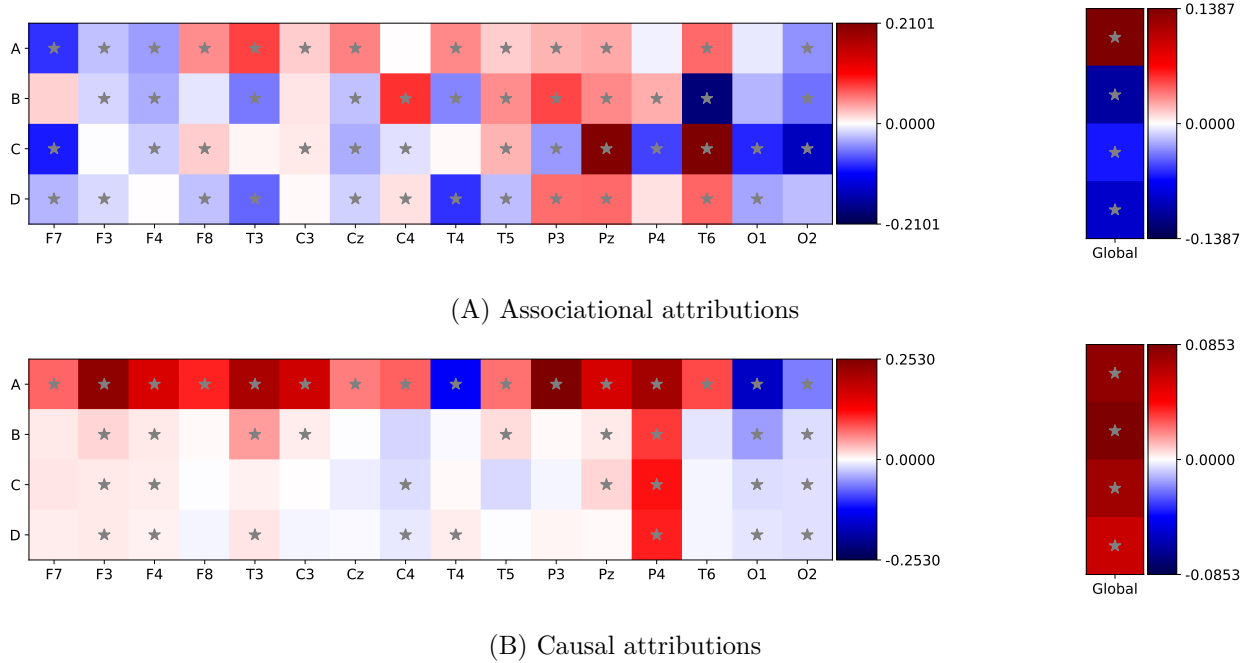 0.2101
0.1387
A
B
0.0000
0.0000
C
D
-0.2101
-0.1387
F7 F3 F4 F8 T3 C3 Cz C4 T4 T5 P3 Pz P4 T6 O1 O2
Global
(A) Associational attributions
0.2530
0.0853
A
B
0.0000
0.0000
C
D
-0.2530
-0.0853
F7 F3 F4 F8 T3 C3 Cz C4 T4 T5 P3 Pz P4 T6 O1 O2
Global
(B) Causal attributions